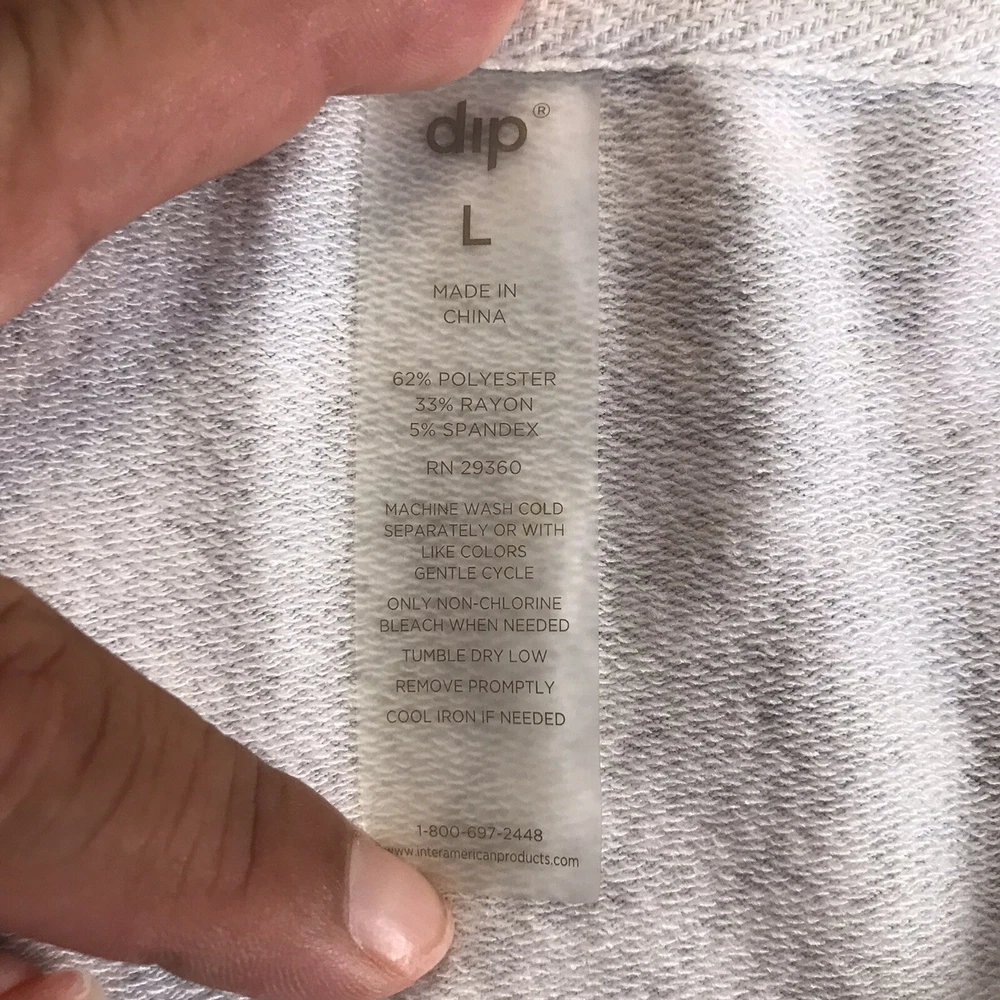 dip®
L
MADE IN
CHINA
62% POLYESTER
33% RAYON
5% SPANDEX
RN 29360
MACHINE WASH COLD
SEPARATELY OR WITH
LIKE COLORS
GENTLE CYCLE
ONLY NON-CHLORINE
BLEACH WHEN NEEDED
TUMBLE DRY LOW
REMOVE PROMPTLY
COOL IRON IF NEEDED
1-800-697-2448
www.interamericanproducts.com